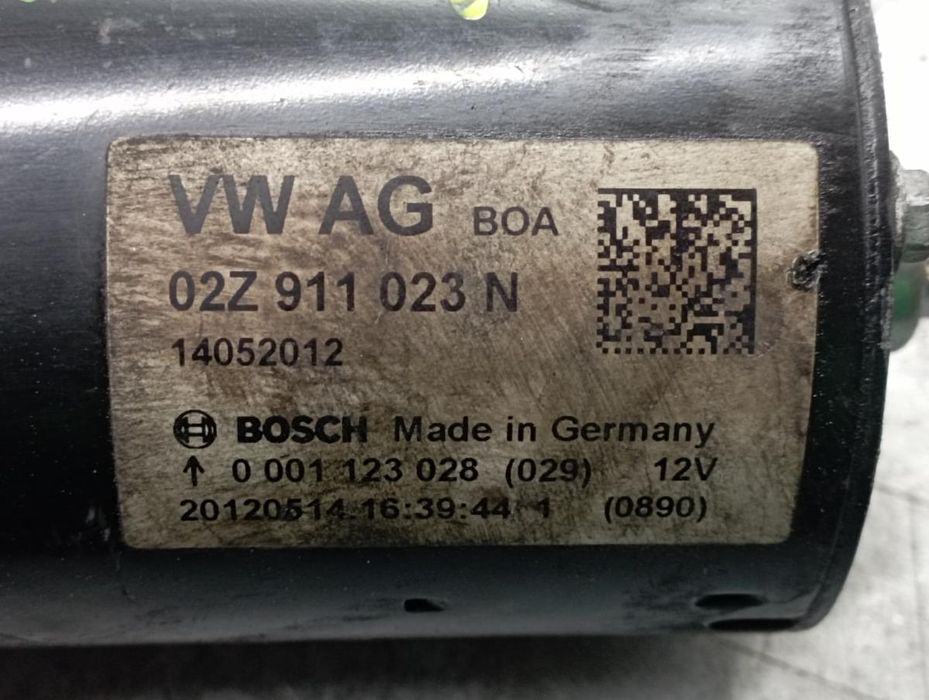 VW AG BOA
02Z 911 023 N
14052012
BOSCH Made in Germany
↑ 0 001 123 028 (029) 12V
20120514 16:39:44 1 (0890)